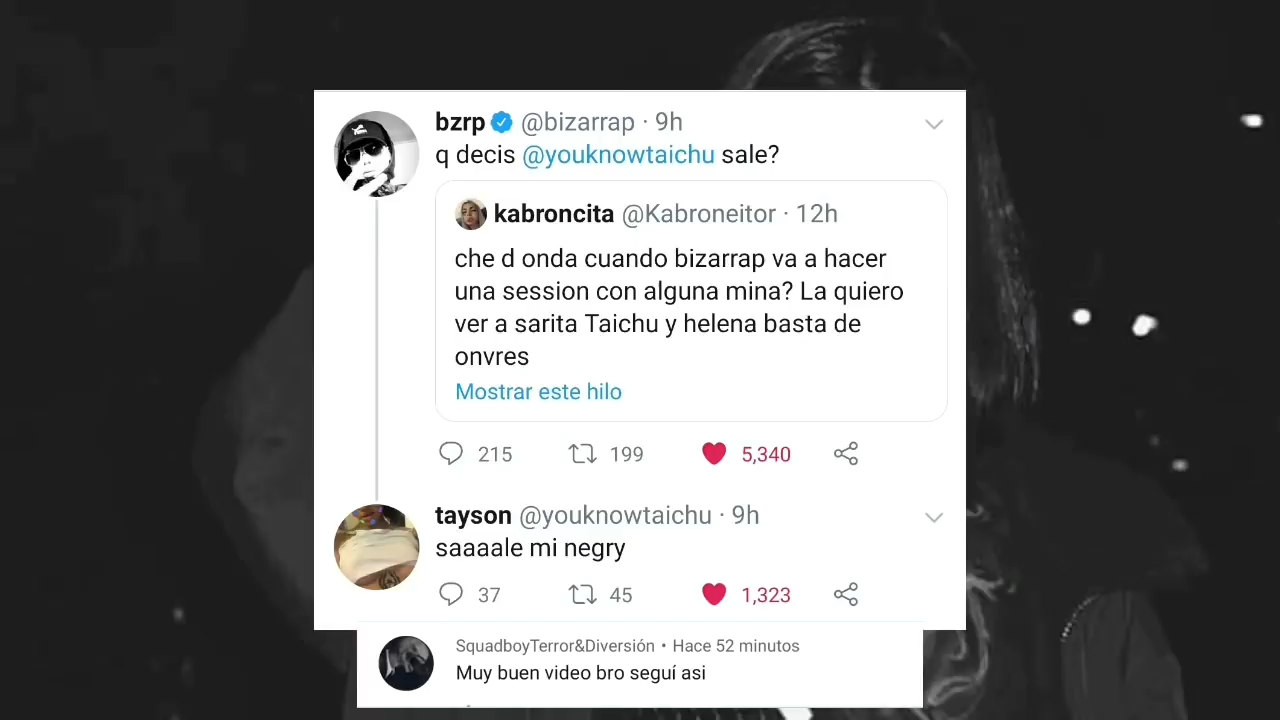 bzrp @bizarrap · 9h
q decis @youknowtaichu sale?
kabroncita @Kabroneitor · 12h
che d onda cuando bizarrap va a hacer
una session con alguna mina? La quiero
ver a sarita Taichu y helena basta de
onvres
Mostrar este hilo
215 199 5,340
tayson @youknowtaichu · 9h
saaaale mi negry
37 45 1,323
SquadboyTerror&Diversión • Hace 52 minutos
Muy buen video bro seguí asi